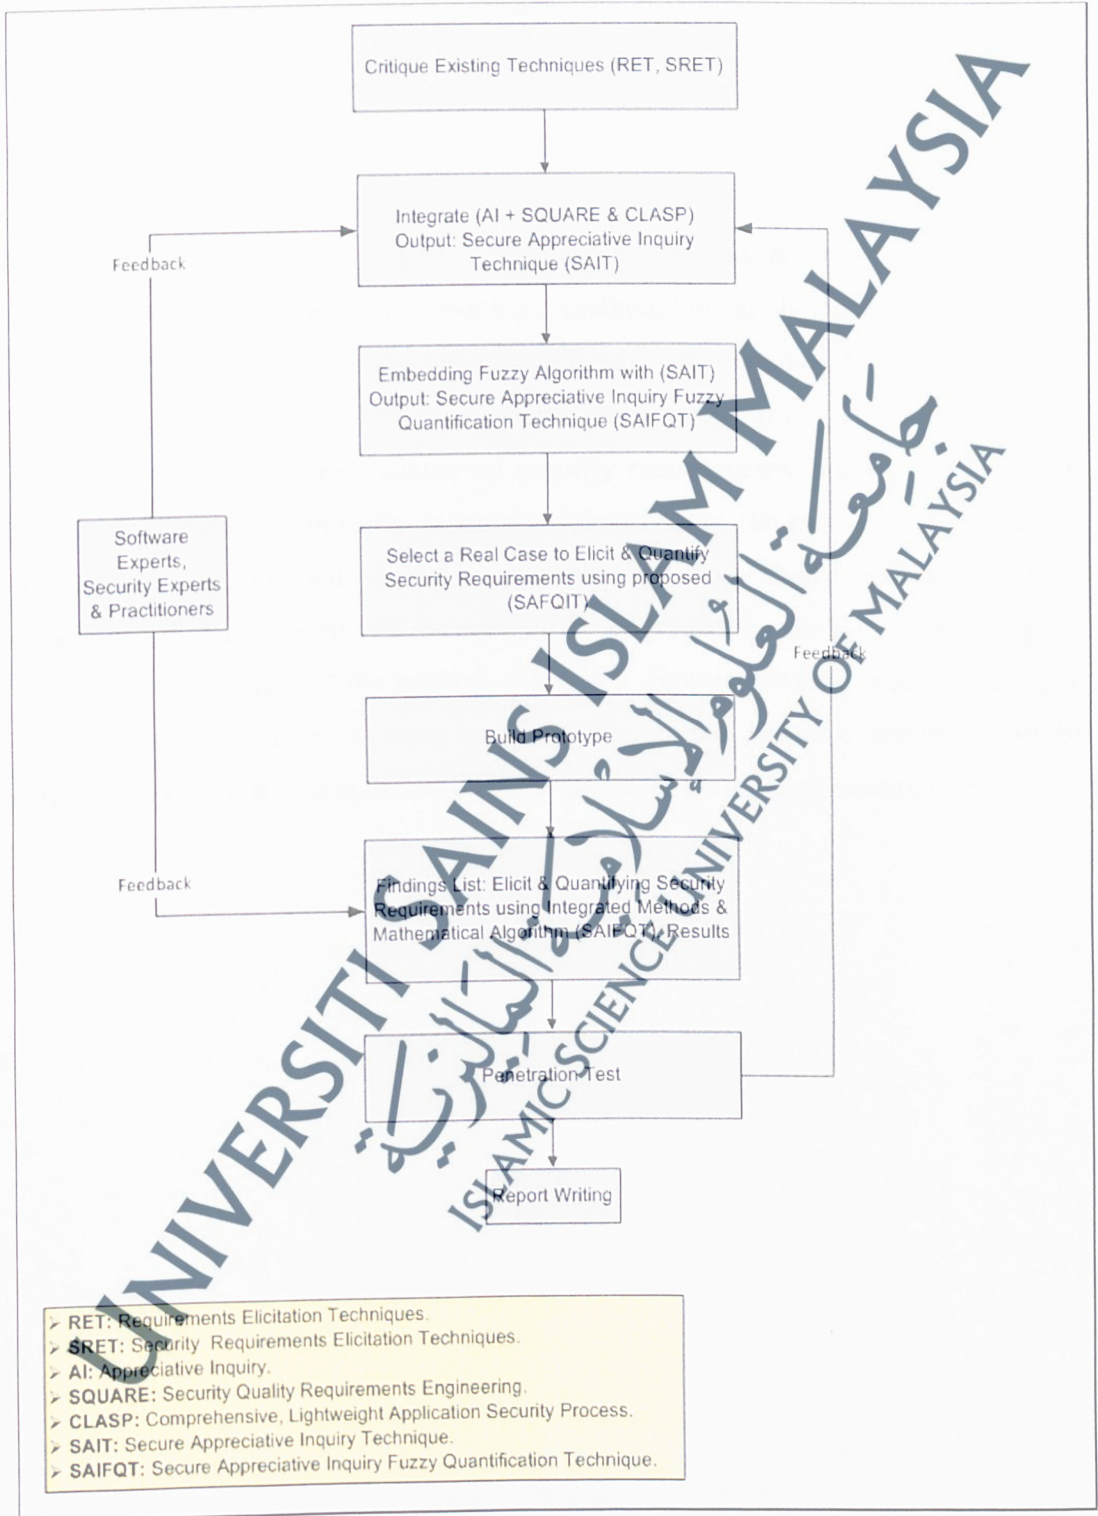 Critique Existing Techniques (RET, SRET)
Integrate (AI + SQUARE & CLASP)
Output: Secure Appreciative Inquiry
Technique (SAIT)
Feedback
Embedding Fuzzy Algorithm with (SAIT)
Output: Secure Appreciative Inquiry Fuzzy
Quantification Technique (SAIFQT)
Software
Experts,
Security Experts
& Practitioners
Select a Real Case to Elicit & Quantify
Security Requirements using proposed
(SAFQIT)
Feedback
Build Prototype
Feedback
Findings List: Elicit & Quantifying Security
Requirements using Integrated Methods &
Mathematical Algorithm (SAIFQT) Results
Penetration Test
Report Writing
➢ RET: Requirements Elicitation Techniques.
➢ SRET: Security Requirements Elicitation Techniques.
➢ AI: Appreciative Inquiry.
➢ SQUARE: Security Quality Requirements Engineering.
➢ CLASP: Comprehensive, Lightweight Application Security Process.
➢ SAIT: Secure Appreciative Inquiry Technique.
➢ SAIFQT: Secure Appreciative Inquiry Fuzzy Quantification Technique.
UNIVERSITI SAINS ISLAM MALAYSIA
جامعة العلوم الإسلامية الماليزية
ISLAMIC SCIENCE UNIVERSITY OF MALAYSIA